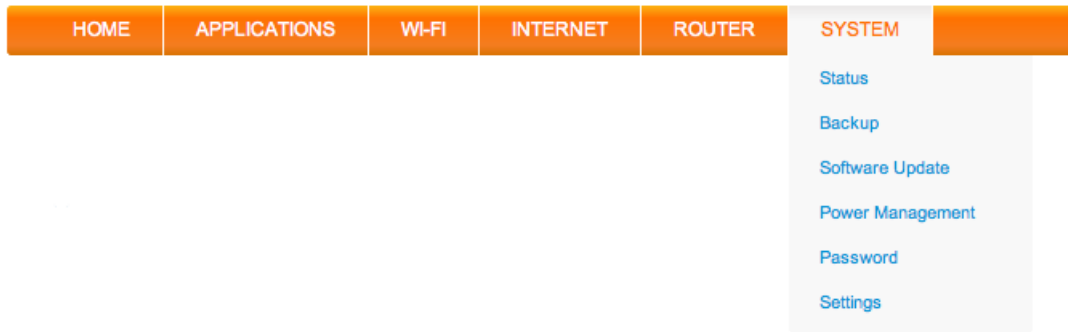 HOME APPLICATIONS WI-FI INTERNET ROUTER SYSTEM
Status
Backup
Software Update
Power Management
Password
Settings